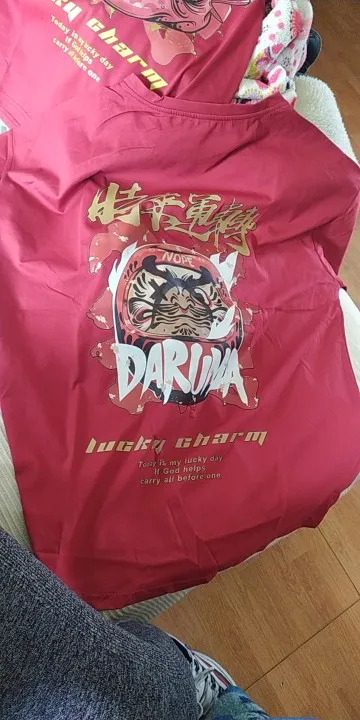 lucky charm
Today is lucky day
If God helps
carry all before one
時来運轉
NOPE
DARUMA
lucky charm
Today is my lucky day
If God helps
carry all before one